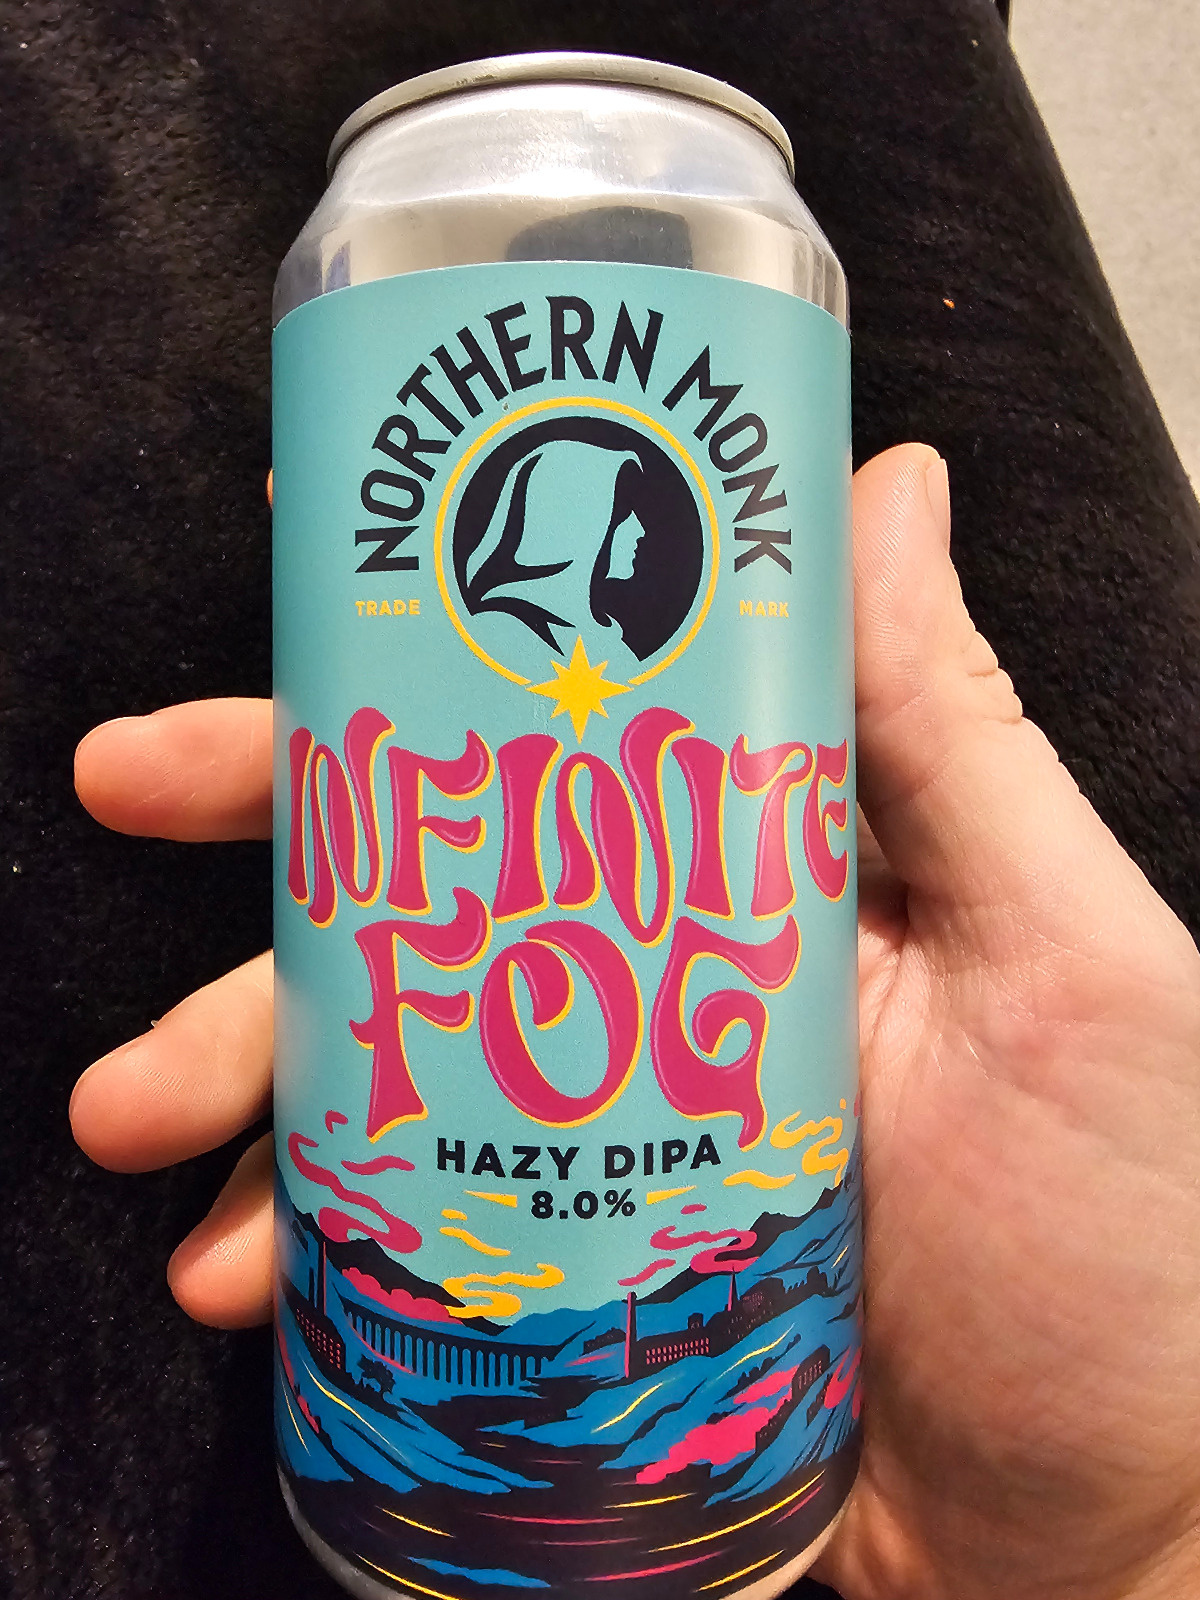 NORTHERN MONK
TRADE MARK
INFINITE
FOG
HAZY DIPA
8.0%